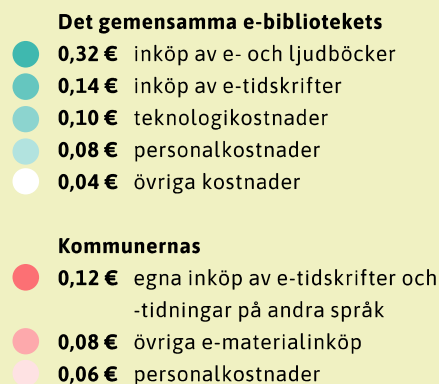 Det gemensamma e-bibliotekets
0,32 € inköp av e- och ljudböcker
0,14 € inköp av e-tidskrifter
0,10 € teknologikostnader
0,08 € personalkostnader
0,04 € övriga kostnader
Kommunernas
0,12 € egna inköp av e-tidskrifter och
-tidningar på andra språk
0,08 € övriga e-materialinköp
0,06 € personalkostnader